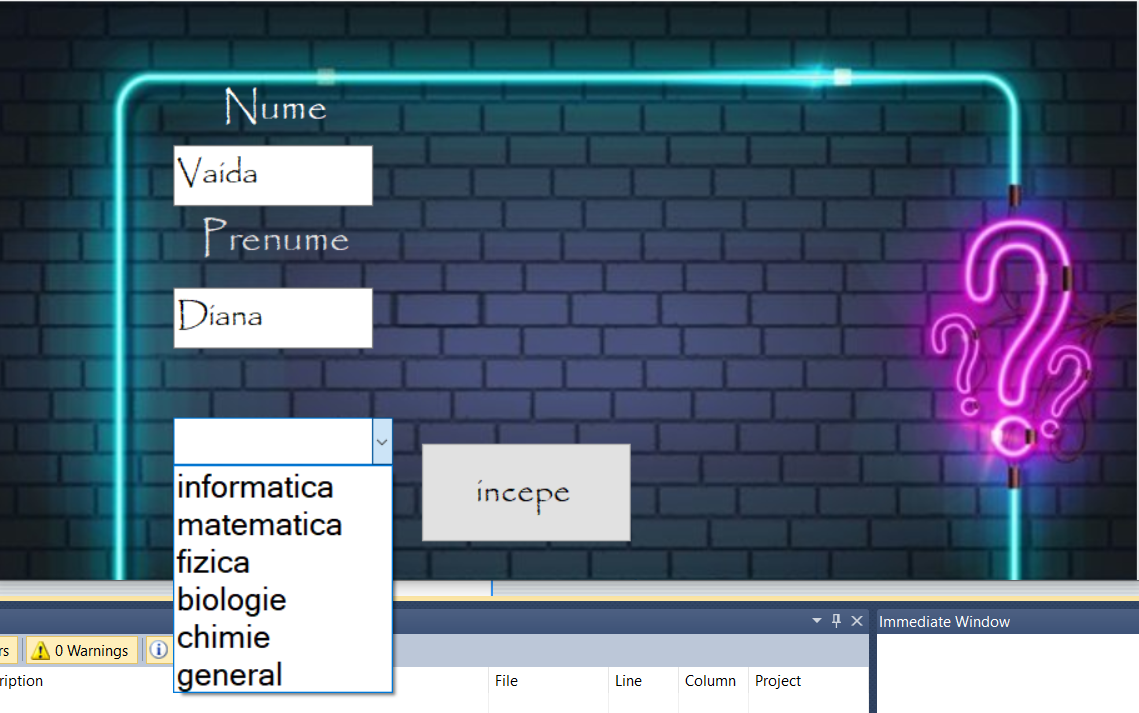 Nume
Vaida
Prenume
Diana
incepe
informatica
matematica
fizica
biologie
chimie
general
0 Warnings
Immediate Window
File Line Column Project